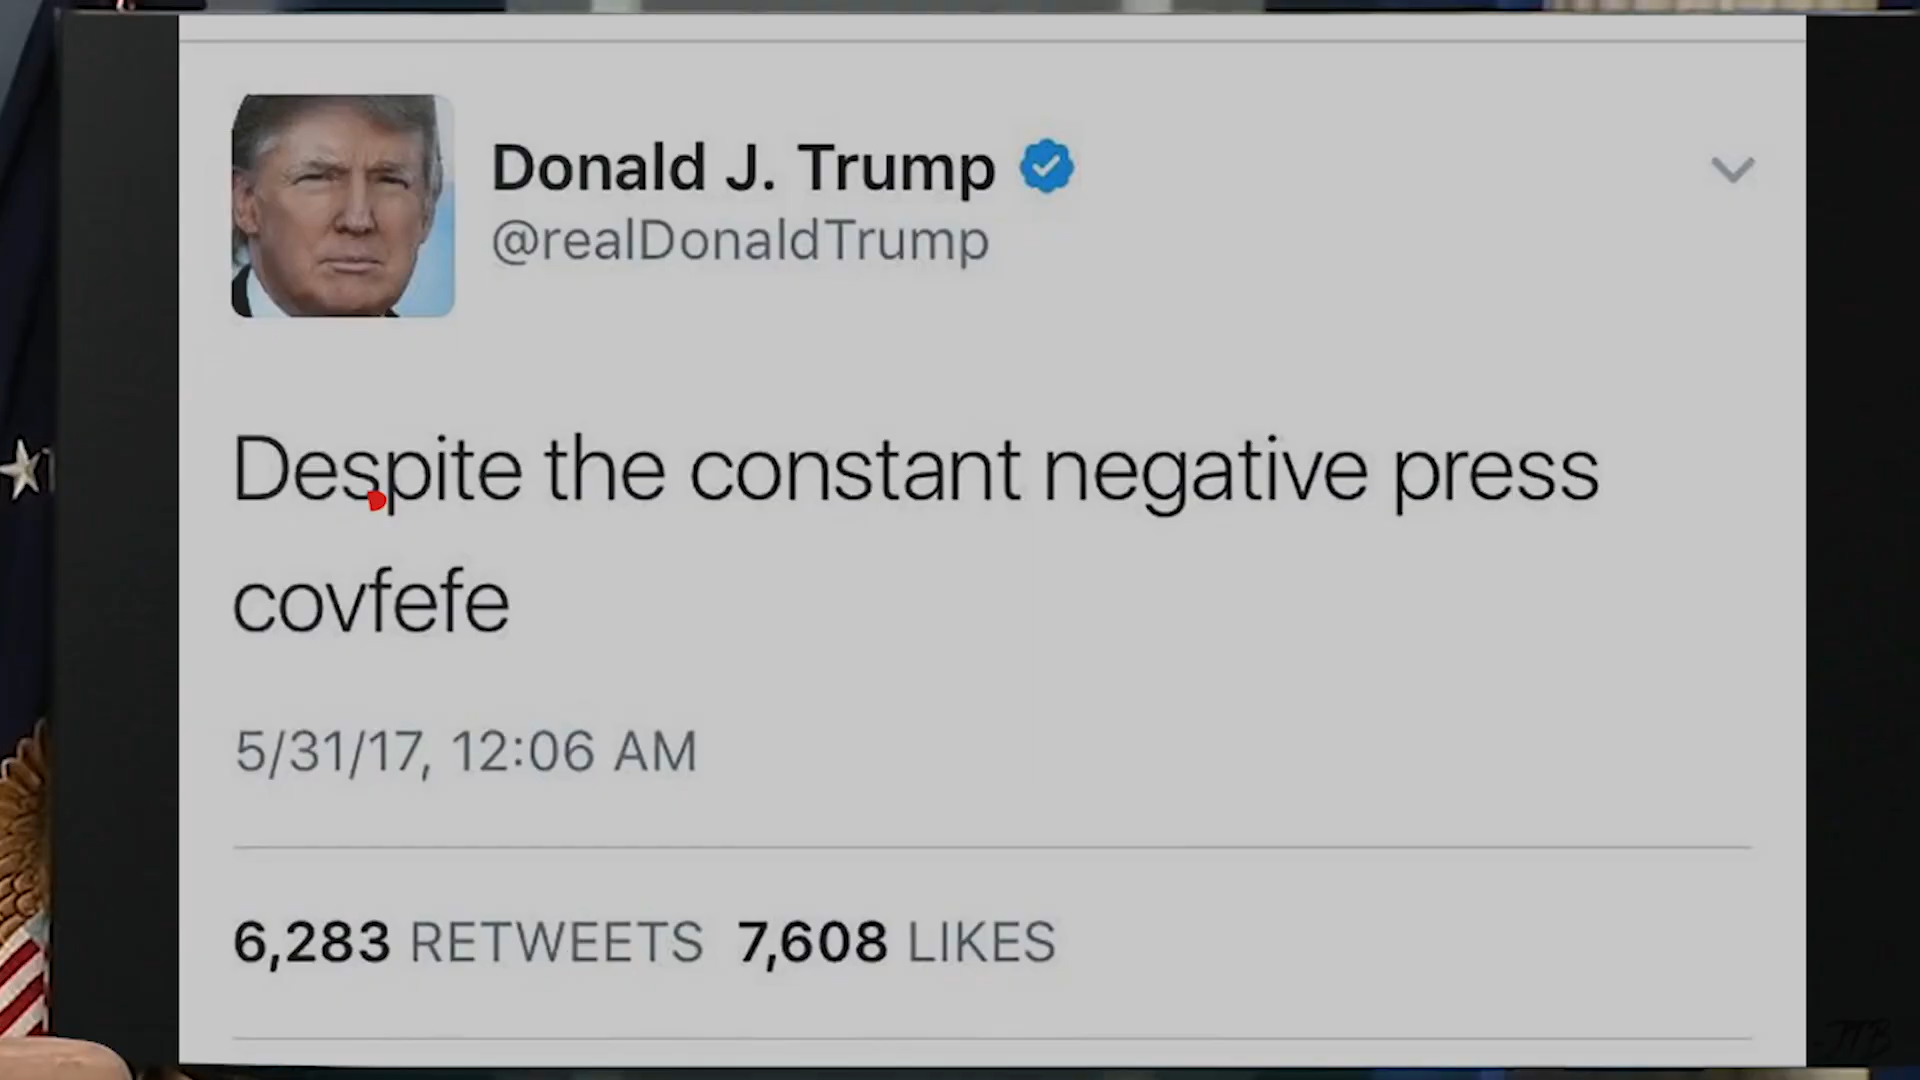 Donald J. Trump
@realDonaldTrump
Despite the constant negative press
covfefe
5/31/17, 12:06 AM
6,283 RETWEETS 7,608 LIKES